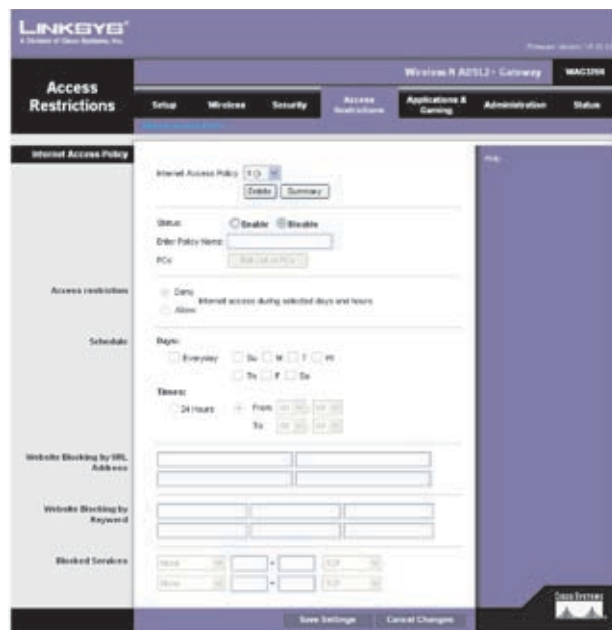 LINKSYS®
A Division of Cisco Systems, Inc.
Wireless-N ADSL2+ Gateway
Access Restrictions
Setup
Wireless
Security
Access Restrictions
Applications & Gaming
Administration
Status
Internet Access Policy
Internet Access Policy
Delete
Summary
Status:
Enable
Disable
Enter Policy Name:
PCs:
Access restriction
Deny
Internet access during selected days and hours
Allow
Schedule
Days:
Everyday
Su
M
T
W
Th
F
Sa
Times:
24 Hours
From
To
Website Blocking by URL Address
Website Blocking by Keyword
Blocked Services
None
-
TCP
None
-
TCP
Save Settings
Cancel Changes
CISCO SYSTEMS